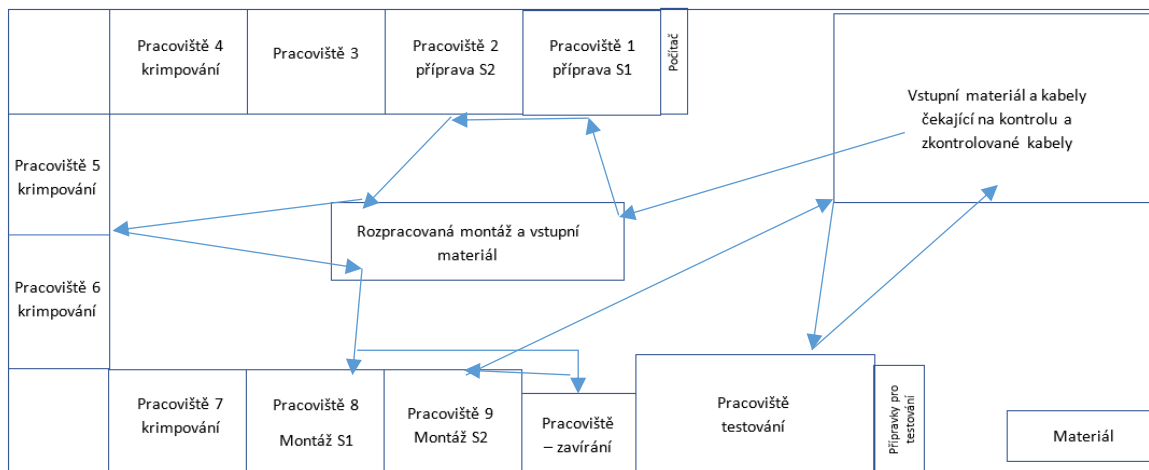 Pracoviště 4
krimpování
Pracoviště 3
Pracoviště 2
příprava S2
Pracoviště 1
příprava S1
Počítač
Vstupní materiál a kabely
čekající na kontrolu a
zkontrolované kabely
Pracoviště 5
krimpování
Rozpracovaná montáž a vstupní
materiál
Pracoviště 6
krimpování
Pracoviště 7
krimpování
Pracoviště 8
Montáž S1
Pracoviště 9
Montáž S2
Pracoviště
– zavírání
Pracoviště
testování
Přípravky pro
testování
Materiál